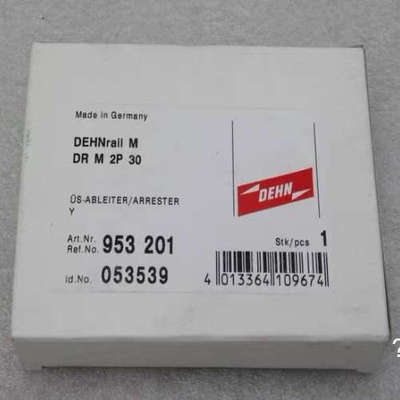 Made in Germany
DEHNrail M
DR M 2P 30
DEHN
ÜS-ABLEITER/ARRESTER
Y
Art.Nr.
Ref.No. 953 201
Stk/pcs 1
id.No. 053539
4 013364 109674
?